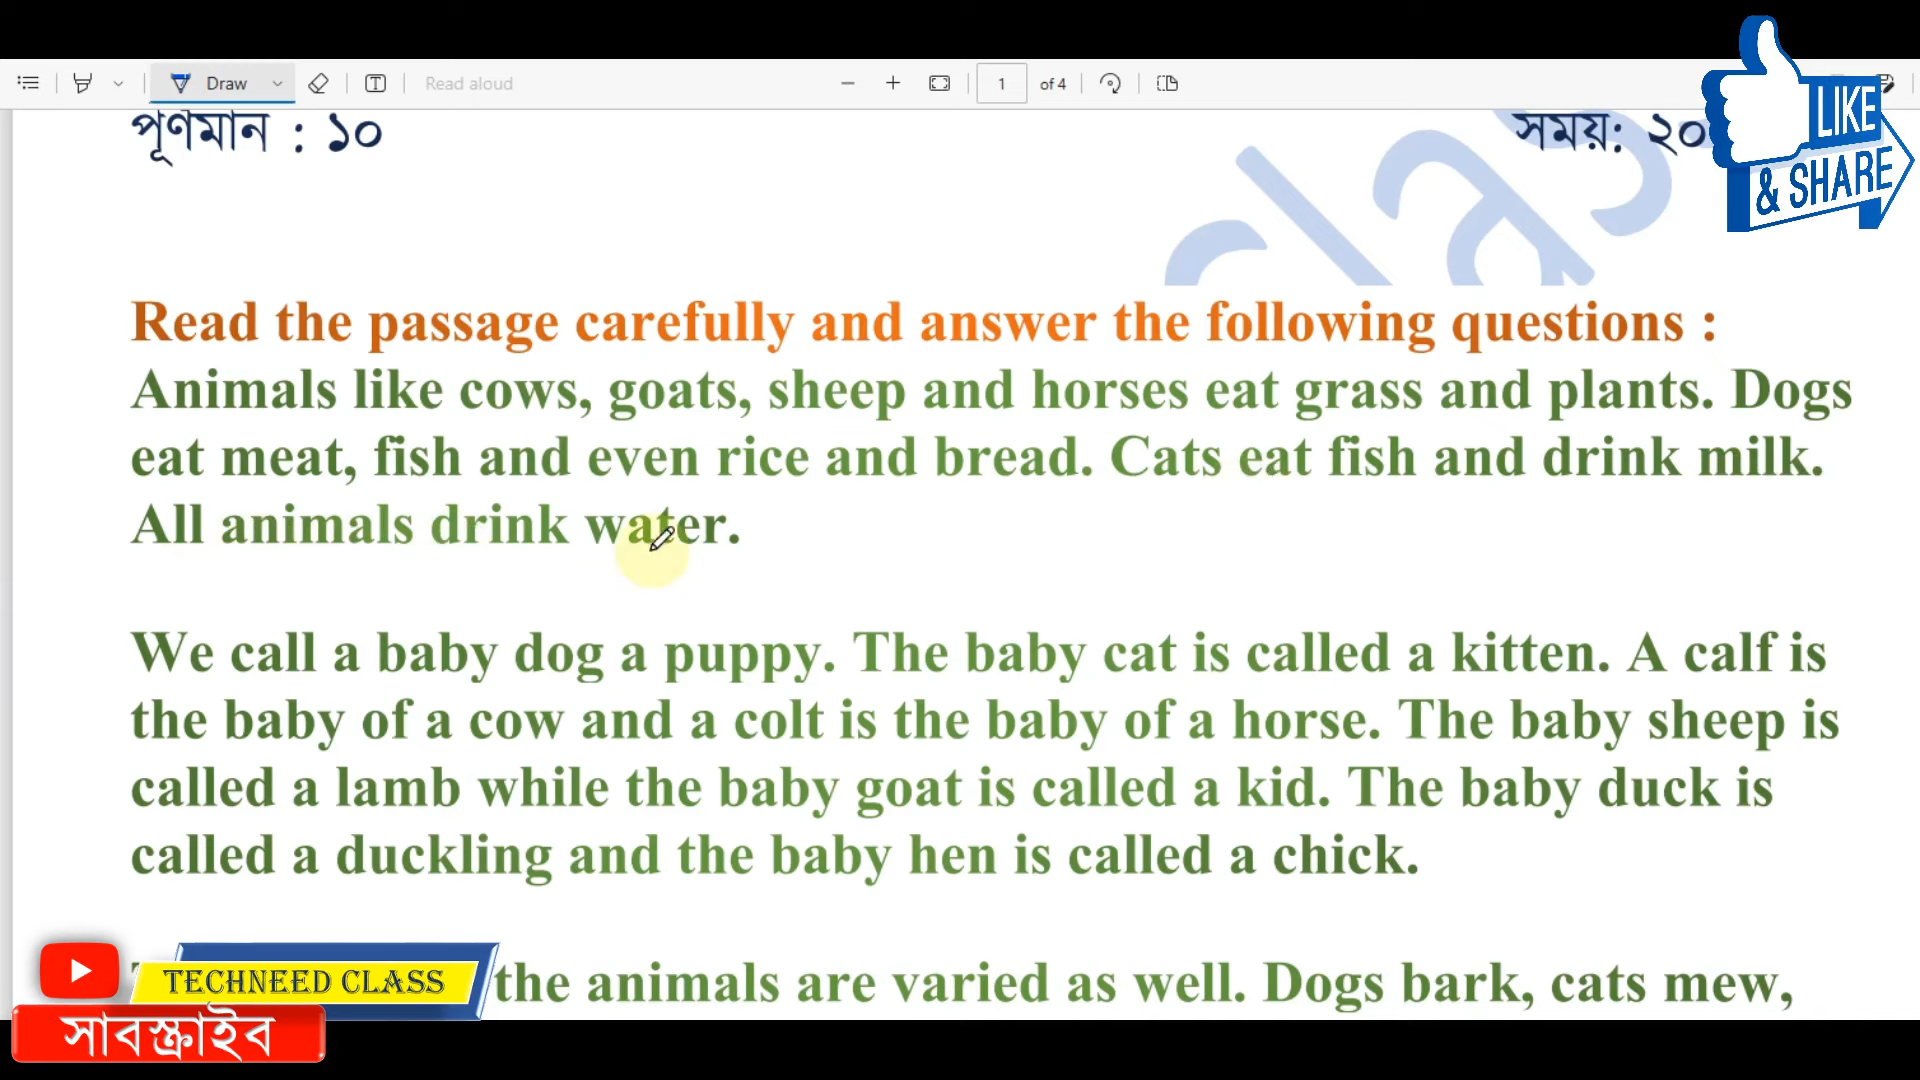 Draw
Read aloud
1 of 4
পূর্ণমান : ১০
সময়: ২০
LIKE
& SHARE
Read the passage carefully and answer the following questions :
Animals like cows, goats, sheep and horses eat grass and plants. Dogs
eat meat, fish and even rice and bread. Cats eat fish and drink milk.
All animals drink water.
We call a baby dog a puppy. The baby cat is called a kitten. A calf is
the baby of a cow and a colt is the baby of a horse. The baby sheep is
called a lamb while the baby goat is called a kid. The baby duck is
called a duckling and the baby hen is called a chick.
the animals are varied as well. Dogs bark, cats mew,
TECHNEED CLASS
সাবস্ক্রাইব